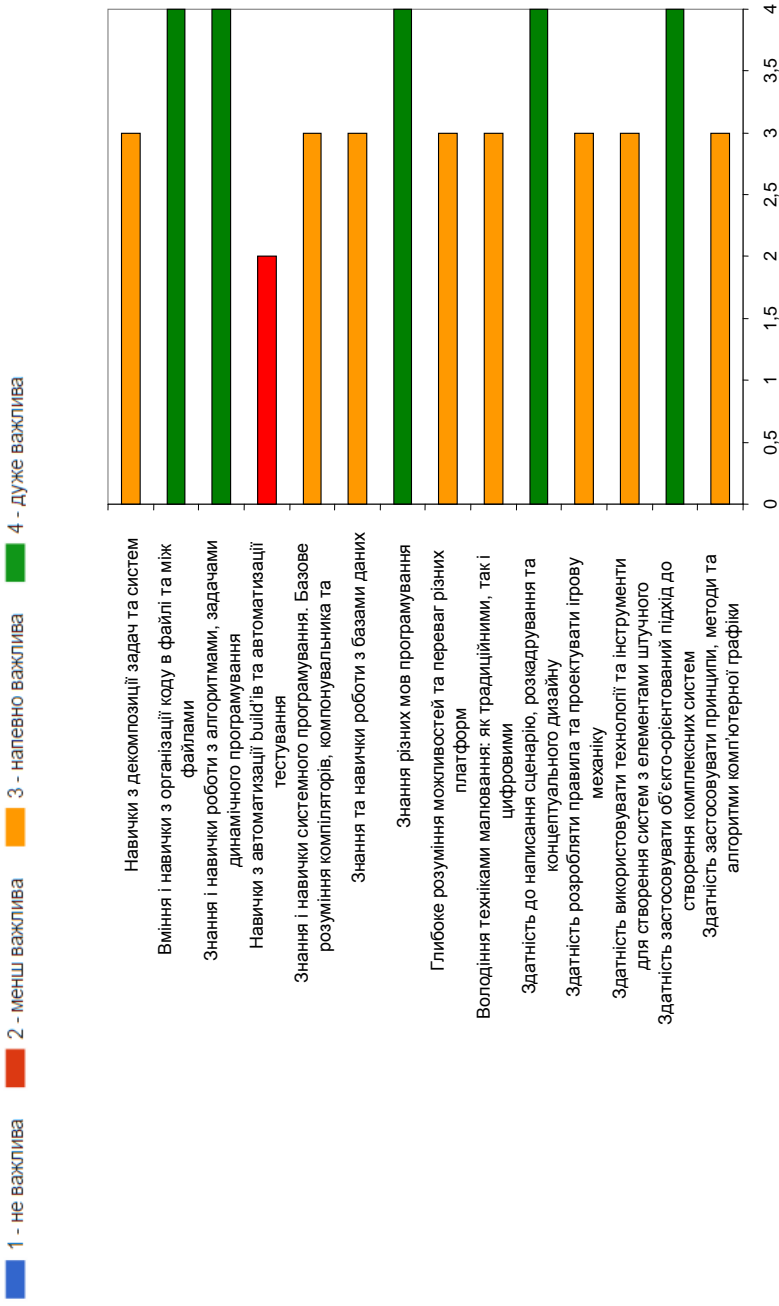 1 - не важлива
2 - менш важлива
3 - напевно важлива
4 - дуже важлива
Навички з декомпозиції задач та систем
Вміння і навички з організації коду в файлі та між
файлами
Знання і навички роботи з алгоритмами, задачами
динамічного програмування
Навички з автоматизації build'ів та автоматизації
тестування
Знання і навички системного програмування. Базове
розуміння компіляторів, компонувальника та
Знання та навички роботи з базами даних
Знання різних мов програмування
Глибоке розуміння можливостей та переваг різних
платформ
Володіння техніками малювання: як традиційними, так і
цифровими
Здатність до написання сценарію, розкадрування та
концептуального дизайну
Здатність розробляти правила та проектувати ігрову
механіку
Здатність використовувати технології та інструменти
для створення систем з елементами штучного
Здатність застосовувати об'єкто-орієнтований підхід до
створення комплексних систем
Здатність застосовувати принципи, методи та
алгоритми комп'ютерної графіки
0
0,5
1
1,5
2
2,5
3
3,5
4